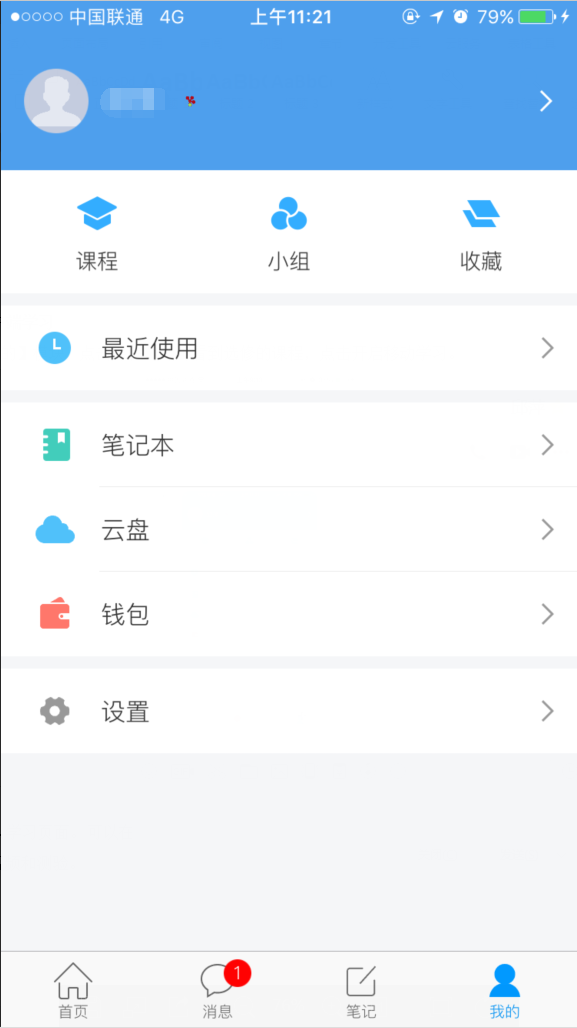 中国联通 4G 上午11:21 79%
课程 小组 收藏
最近使用
笔记本
云盘
钱包
设置
1
首页 消息 笔记 我的